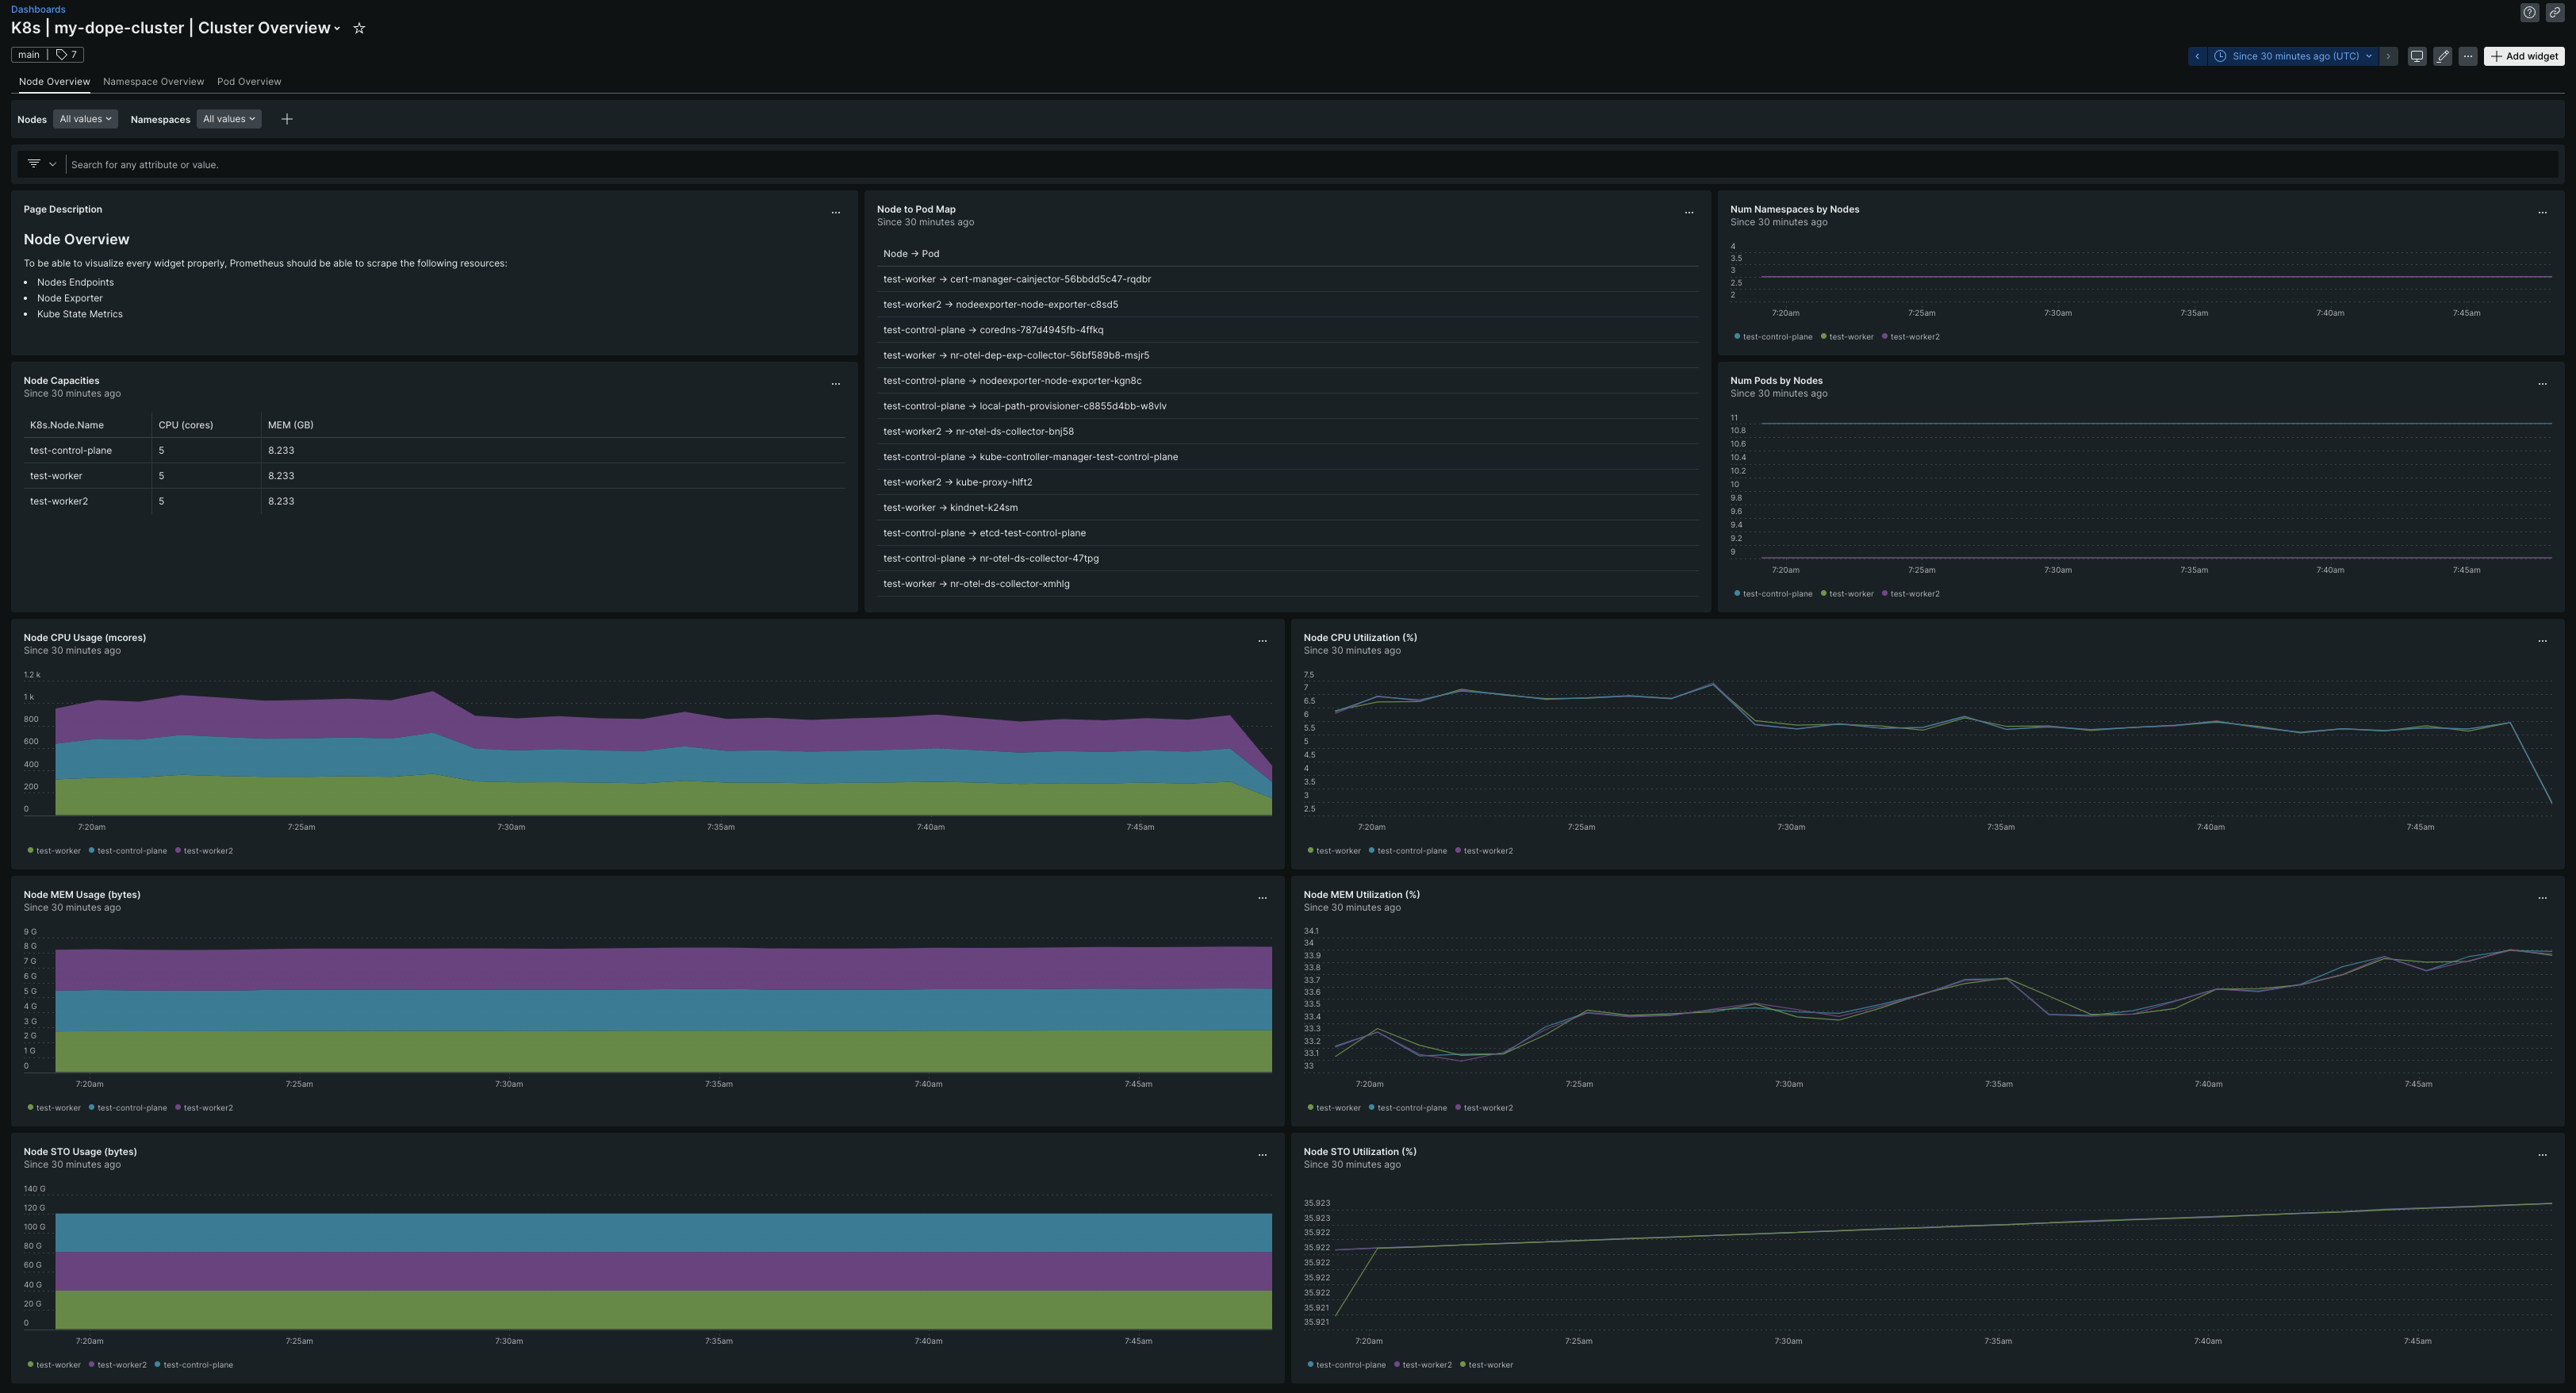 Dashboards
K8s | my-dope-cluster | Cluster Overview
main | 7
Since 30 minutes ago (UTC)
Add widget
Node Overview Namespace Overview Pod Overview
Nodes All values Namespaces All values
Search for any attribute or value.
Page Description
Node Overview
To be able to visualize every widget properly, Prometheus should be able to scrape the following resources:
• Nodes Endpoints
• Node Exporter
• Kube State Metrics
Node to Pod Map
Since 30 minutes ago
Node → Pod
test-worker → cert-manager-cainjector-56bbdd5c47-rqdbr
test-worker2 → nodeexporter-node-exporter-c8sd5
test-control-plane → coredns-787d4945fb-4ffkq
test-worker → nr-otel-dep-exp-collector-56bf589b8-msjr5
test-control-plane → nodeexporter-node-exporter-kgn8c
test-control-plane → local-path-provisioner-c8855d4bb-w8vlv
test-worker2 → nr-otel-ds-collector-bnj58
test-control-plane → kube-controller-manager-test-control-plane
test-worker2 → kube-proxy-hlft2
test-worker → kindnet-k24sm
test-control-plane → etcd-test-control-plane
test-control-plane → nr-otel-ds-collector-47tpg
test-worker → nr-otel-ds-collector-xmhlg
Num Namespaces by Nodes
Since 30 minutes ago
4
3.5
3
2.5
2
7:20am 7:25am 7:30am 7:35am 7:40am 7:45am
test-control-plane test-worker test-worker2
Node Capacities
Since 30 minutes ago
K8s.Node.Name CPU (cores) MEM (GB)
test-control-plane 5 8.233
test-worker 5 8.233
test-worker2 5 8.233
Num Pods by Nodes
Since 30 minutes ago
11
10.8
10.6
10.4
10.2
10
9.8
9.6
9.4
9.2
9
7:20am 7:25am 7:30am 7:35am 7:40am 7:45am
test-control-plane test-worker test-worker2
Node CPU Usage (mcores)
Since 30 minutes ago
1.2 k
1 k
800
600
400
200
0
7:20am 7:25am 7:30am 7:35am 7:40am 7:45am
test-worker test-control-plane test-worker2
Node CPU Utilization (%)
Since 30 minutes ago
7.5
7
6.5
6
5.5
5
4.5
4
3.5
3
2.5
7:20am 7:25am 7:30am 7:35am 7:40am 7:45am
test-worker test-control-plane test-worker2
Node MEM Usage (bytes)
Since 30 minutes ago
9 G
8 G
7 G
6 G
5 G
4 G
3 G
2 G
1 G
0
7:20am 7:25am 7:30am 7:35am 7:40am 7:45am
test-worker test-control-plane test-worker2
Node MEM Utilization (%)
Since 30 minutes ago
34.1
34
33.9
33.8
33.7
33.6
33.5
33.4
33.3
33.2
33.1
33
7:20am 7:25am 7:30am 7:35am 7:40am 7:45am
test-worker test-control-plane test-worker2
Node STO Usage (bytes)
Since 30 minutes ago
140 G
120 G
100 G
80 G
60 G
40 G
20 G
0
7:20am 7:25am 7:30am 7:35am 7:40am 7:45am
test-worker test-worker2 test-control-plane
Node STO Utilization (%)
Since 30 minutes ago
35.923
35.923
35.922
35.922
35.922
35.922
35.922
35.921
35.921
7:20am 7:25am 7:30am 7:35am 7:40am 7:45am
test-control-plane test-worker2 test-worker